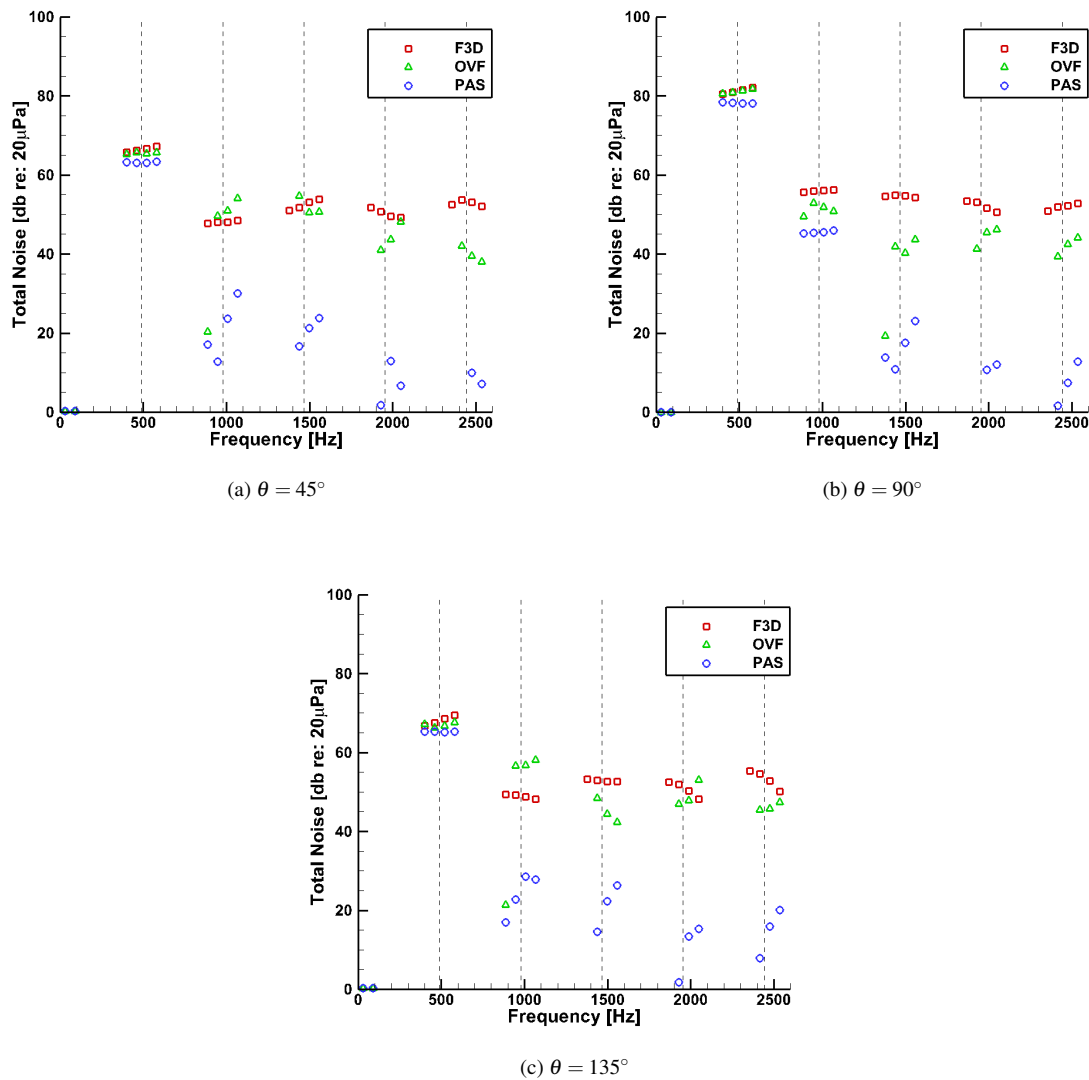 100
80
60
40
20
0
Total Noise [db re: 20μPa]
F3D
OVF
PAS
0 500 1000 1500 2000 2500
Frequency [Hz]
(a) θ = 45°
100
80
60
40
20
0
Total Noise [db re: 20μPa]
F3D
OVF
PAS
0 500 1000 1500 2000 2500
Frequency [Hz]
(b) θ = 90°
100
80
60
40
20
0
Total Noise [db re: 20μPa]
F3D
OVF
PAS
0 500 1000 1500 2000 2500
Frequency [Hz]
(c) θ = 135°